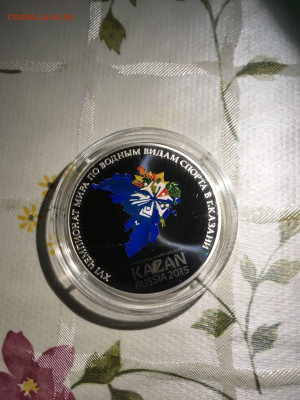 XVI ЧЕМПИОНАТ МИРА ПО ВОДНЫМ ВИДАМ СПОРТА В Г.КАЗАНИ
KAZAN
RUSSIA 2015